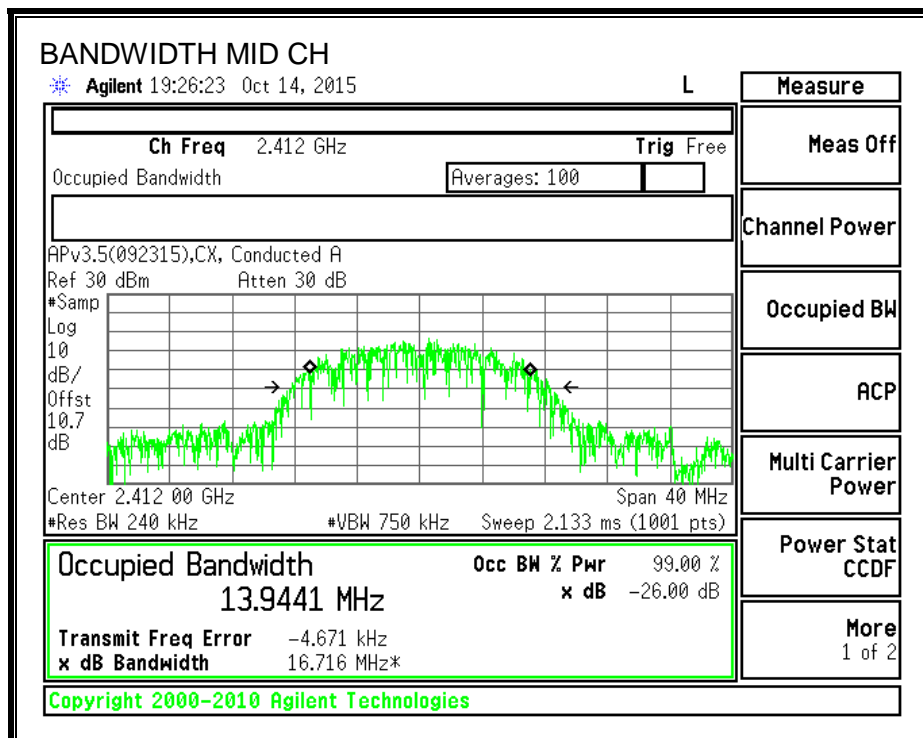 BANDWIDTH MID CH
Agilent 19:26:23 Oct 14, 2015 L
Measure
Ch Freq 2.412 GHz Trig Free
Meas Off
Occupied Bandwidth Averages: 100
Channel Power
APv3.5(092315),CX, Conducted A
Ref 30 dBm Atten 30 dB
#Samp
Log
10
dB/
Offst
10.7
dB
Occupied BW
ACP
Center 2.412 00 GHz Span 40 MHz
#Res BW 240 kHz #VBW 750 kHz Sweep 2.133 ms (1001 pts)
Multi Carrier
Power
Occupied Bandwidth Occ BW % Pwr 99.00 %
13.9441 MHz x dB -26.00 dB
Transmit Freq Error -4.671 kHz
x dB Bandwidth 16.716 MHz*
Power Stat
CCDF
More
1 of 2
Copyright 2000-2010 Agilent Technologies